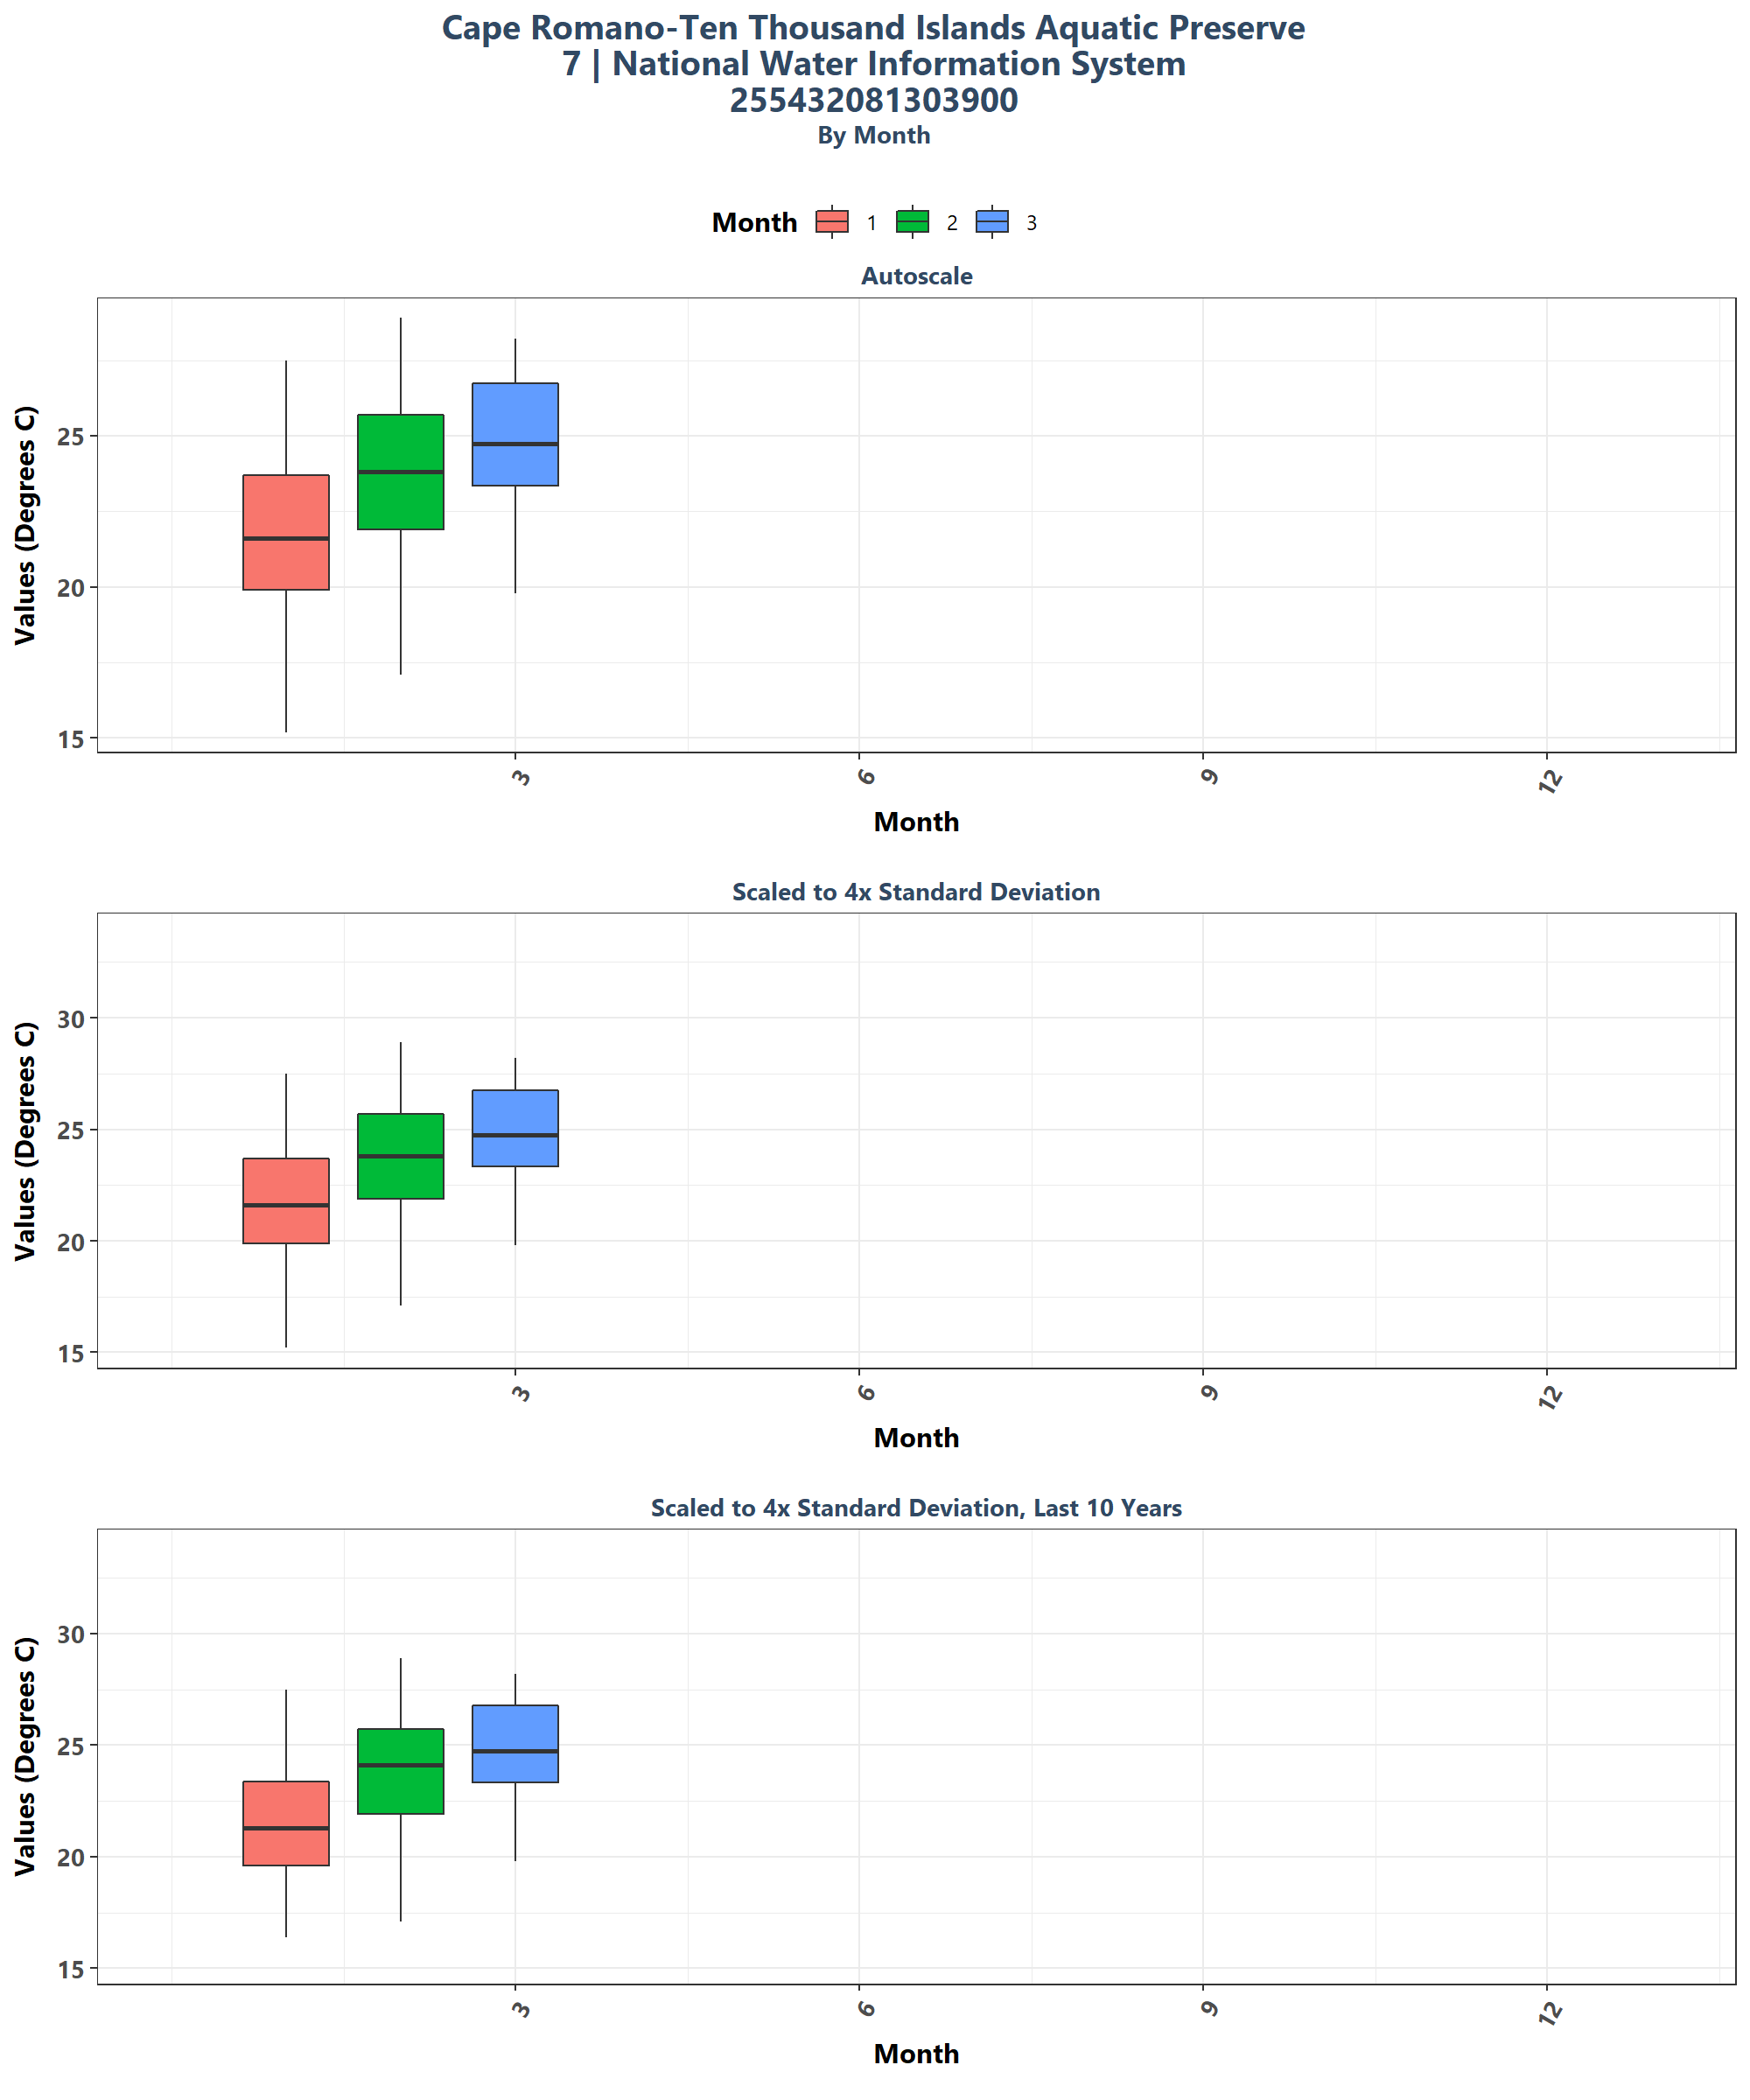 Cape Romano-Ten Thousand Islands Aquatic Preserve
7 | National Water Information System
255432081303900
By Month
Month 1 2 3
Autoscale
Values (Degrees C)
25
20
15
3 6 9 12
Month
Scaled to 4x Standard Deviation
Values (Degrees C)
30
25
20
15
3 6 9 12
Month
Scaled to 4x Standard Deviation, Last 10 Years
Values (Degrees C)
30
25
20
15
3 6 9 12
Month